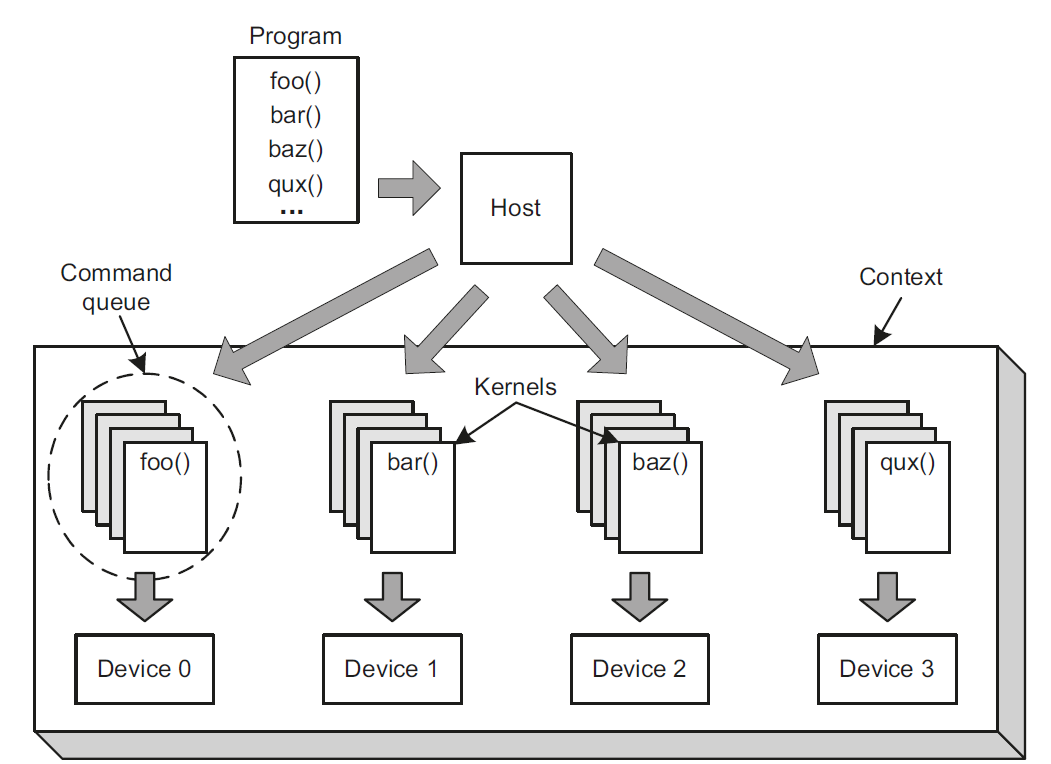 Program
foo()
bar()
baz()
qux()
...
Host
Command
queue
Context
Kernels
foo()
bar()
baz()
qux()
Device 0
Device 1
Device 2
Device 3